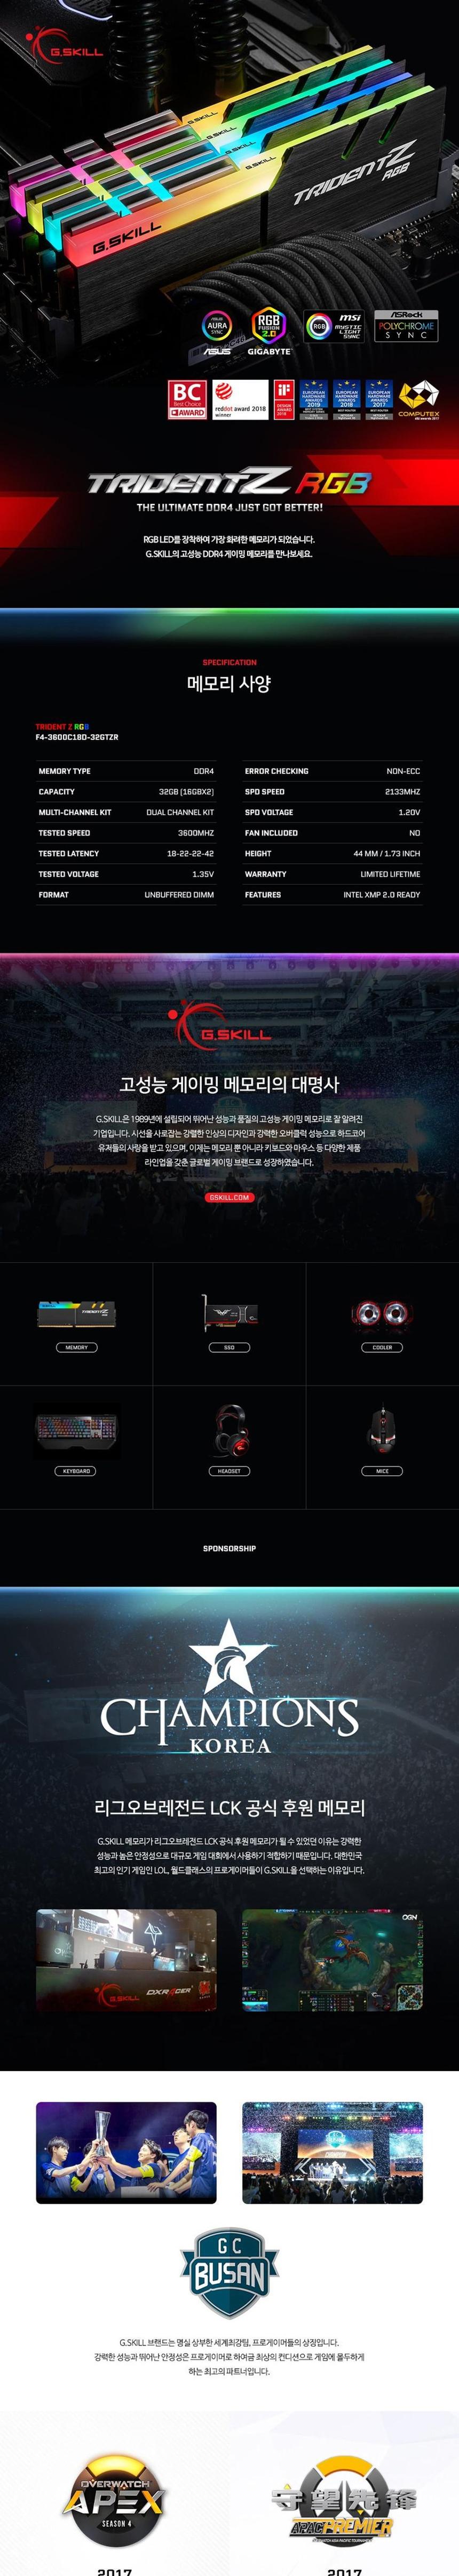 G.SKILL
G.SKILL
G.SKILL
G.SKILL
G.SKILL
TRIDENTZ
RGB
G.SKILL
ASUS
AURA
SYNC
ASUS
RGB
FUSION
2.0
GIGABYTE
RGB
msi
MYSTIC
LIGHT
SYNC
ASRock
POLYCHROME
SYNC
BC
Best Choice
AWARD
reddot award 2018
winner
iF
DESIGN
AWARD
2018
EUROPEAN
HARDWARE
AWARDS
2019
EUROPEAN
HARDWARE
AWARDS
2018
EUROPEAN
HARDWARE
AWARDS
2017
COMPUTEX
d&i awards 2017
TRIDENTZ RGB
THE ULTIMATE DDR4 JUST GOT BETTER!
RGB LED를 장착하여 가장 화려한 메모리가 되었습니다.
G.SKILL의 고성능 DDR4 게이밍 메모리를 만나보세요.
SPECIFICATION
메모리 사양
TRIDENT Z RGB
F4-3600C18D-32GTZR
MEMORY TYPE DDR4
CAPACITY 32GB (16GBX2)
MULTI-CHANNEL KIT DUAL CHANNEL KIT
TESTED SPEED 3600MHZ
TESTED LATENCY 18-22-22-42
TESTED VOLTAGE 1.35V
FORMAT UNBUFFERED DIMM
ERROR CHECKING NON-ECC
SPD SPEED 2133MHZ
SPD VOLTAGE 1.20V
FAN INCLUDED NO
HEIGHT 44 MM / 1.73 INCH
WARRANTY LIMITED LIFETIME
FEATURES INTEL XMP 2.0 READY
G.SKILL
고성능 게이밍 메모리의 대명사
G.SKILL은 1989년에 설립되어 뛰어난 성능과 품질의 고성능 게이밍 메모리로 잘 알려진
기업입니다. 시선을 사로잡는 강렬한 인상의 디자인과 강력한 오버클럭 성능으로 하드코어
유저들의 사랑을 받고 있으며, 이제는 메모리 뿐 아니라 키보드와 마우스 등 다양한 제품
라인업을 갖춘 글로벌 게이밍 브랜드로 성장하였습니다.
GSKILL.COM
TRIDENTZ
MEMORY
SSD
COOLER
KEYBOARD
HEADSET
MICE
SPONSORSHIP
CHAMPIONS
KOREA
리그오브레전드 LCK 공식 후원 메모리
G.SKILL 메모리가 리그오브레전드 LCK 공식 후원 메모리가 될 수 있었던 이유는 강력한
성능과 높은 안정성으로 대규모 게임 대회에서 사용하기 적합하기 때문입니다. 대한민국
최고의 인기 게임인 LOL, 월드클래스의 프로게이머들이 G.SKILL을 선택하는 이유입니다.
G.SKILL
DXRACER
OGN
GC
BUSAN
G.SKILL 브랜드는 명실 상부한 세계최강팀, 프로게이머들의 상징입니다.
강력한 성능과 뛰어난 안정성은 프로게이머로 하여금 최상의 컨디션으로 게임에 몰두하게
하는 최고의 파트너입니다.
OVERWATCH
APEX
SEASON 4
守望先锋
APAC PREMIER
2017
2017